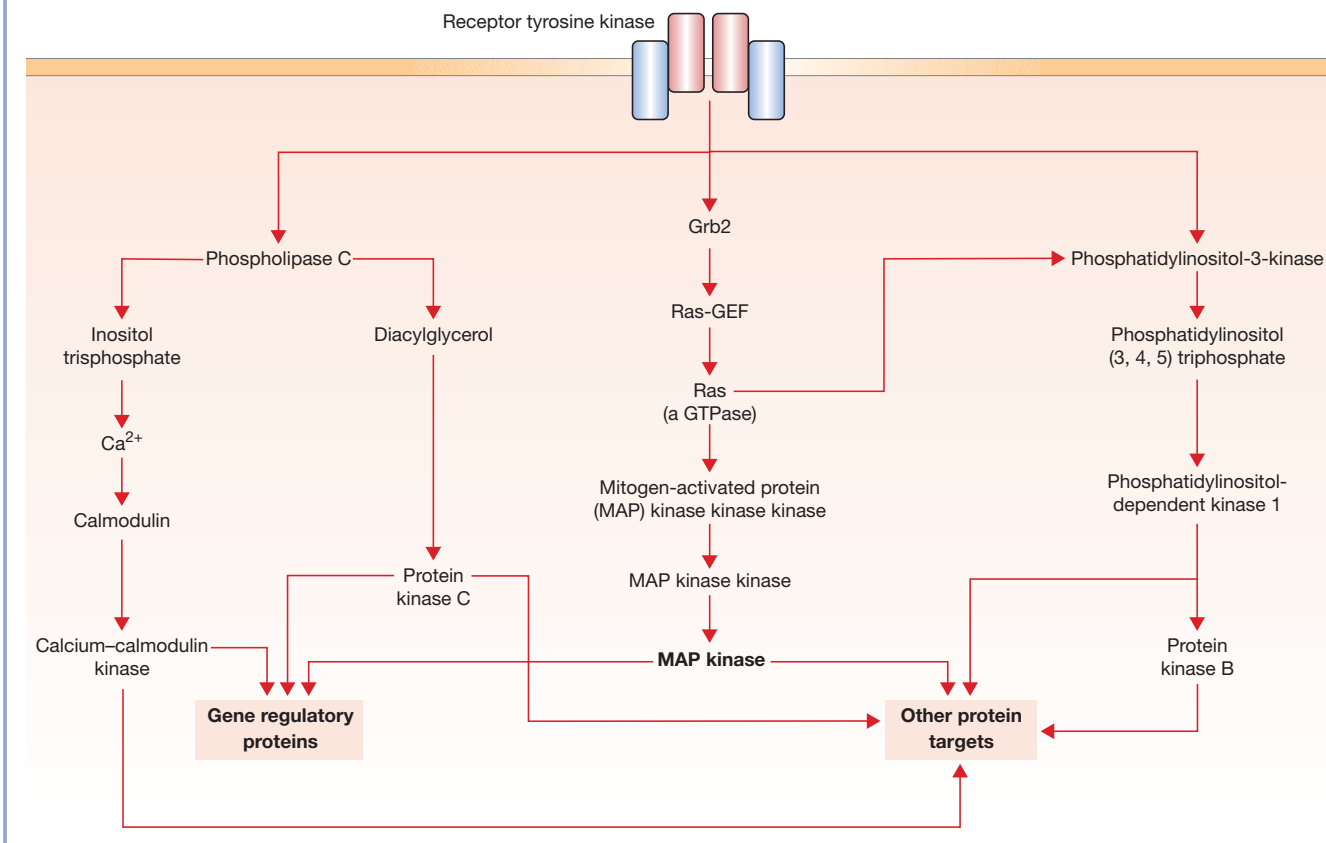 Receptor tyrosine kinase
Grb2
Phospholipase C
Phosphatidylinositol-3-kinase
Ras-GEF
Inositol
trisphosphate
Diacylglycerol
Phosphatidylinositol
(3, 4, 5) triphosphate
Ras
(a GTPase)
Ca2+
Mitogen-activated protein
(MAP) kinase kinase kinase
Phosphatidylinositol-
dependent kinase 1
Calmodulin
Protein
kinase C
MAP kinase kinase
Calcium–calmodulin
kinase
MAP kinase
Protein
kinase B
Gene regulatory
proteins
Other protein
targets